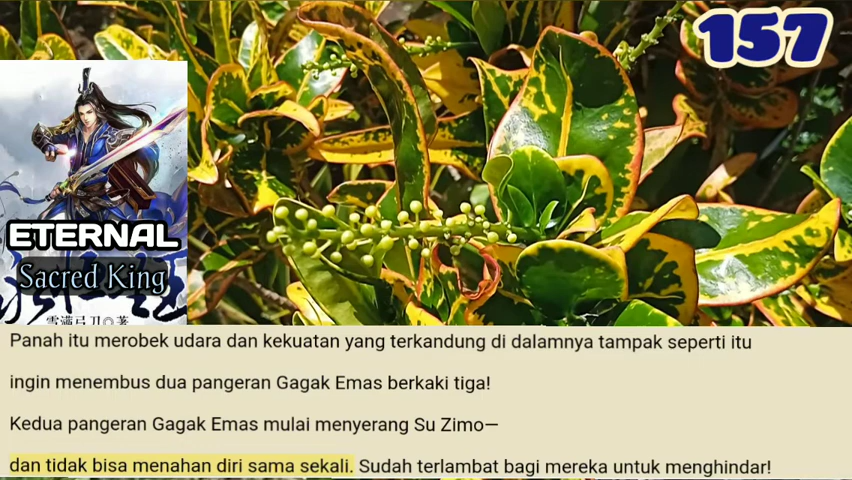 157
ETERNAL
Sacred King
Panah itu merobek udara dan kekuatan yang terkandung di dalamnya tampak seperti itu
ingin menembus dua pangeran Gagak Emas berkaki tiga!
Kedua pangeran Gagak Emas mulai menyerang Su Zimo—
dan tidak bisa menahan diri sama sekali. Sudah terlambat bagi mereka untuk menghindar!